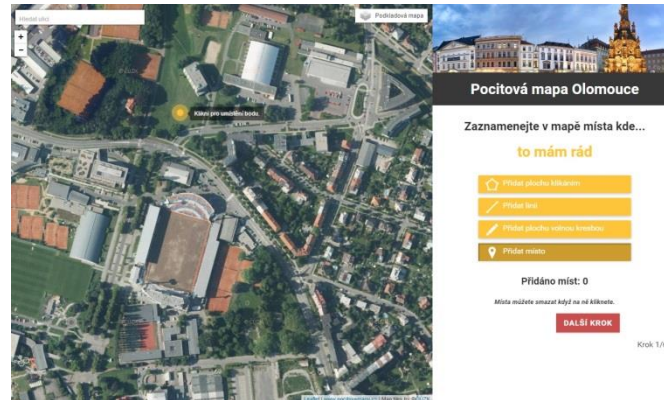 Hledat ulici
+
−
Podkladová mapa
Klikni pro umístění bodu
Pocitová mapa Olomouce
Zaznamenejte v mapě místa kde...
to mám rád
Přidat plochu klikáním
Přidat linii
Přidat plochu volnou kresbou
Přidat místo
Přidáno míst: 0
Místa můžete smazat když na ně kliknete.
DALŠÍ KROK
Krok 1/